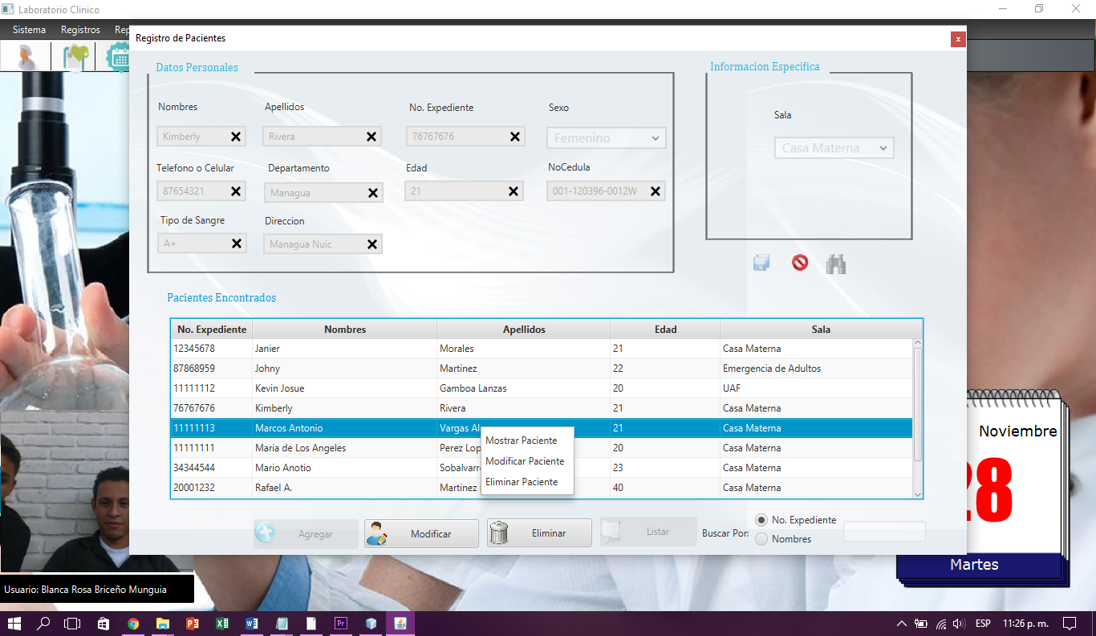 Laboratorio Clinico
Sistema Registros Rep
Registro de Pacientes
x
Datos Personales
Informacion Especifica
Nombres Apellidos No. Expediente Sexo
Sala
Kimberly Rivera 76767676 Femenino
Casa Materna
Telefono o Celular Departamento Edad NoCedula
87654321 Managua 21 001-120396-0012W
Tipo de Sangre Direccion
A+ Managua Nuic
Pacientes Encontrados
No. Expediente Nombres Apellidos Edad Sala
12345678 Janier Morales 21 Casa Materna
87868959 Johny Martinez 22 Emergencia de Adultos
11111112 Kevin Josue Gamboa Lanzas 20 UAF
76767676 Kimberly Rivera 21 Casa Materna
11111113 Marcos Antonio Vargas Al 21 Casa Materna
11111111 Maria de Los Angeles Perez Lop 20 Casa Materna
34344544 Mario Anotio Sobalvarr 23 Casa Materna
20001232 Rafael A. Martinez 40 Casa Materna
Mostrar Paciente
Modificar Paciente
Eliminar Paciente
Agregar Modificar Eliminar Listar Buscar Por: No. Expediente
Nombres
Noviembre
28
Martes
Usuario: Blanca Rosa Briceño Munguia
ESP 11:26 p. m.